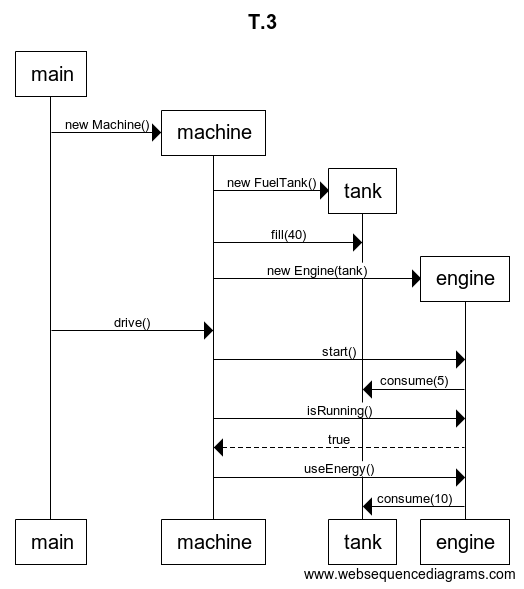 T.3
main
new Machine()
machine
new FuelTank()
tank
fill(40)
new Engine(tank)
engine
drive()
start()
consume(5)
isRunning()
true
useEnergy()
consume(10)
main
machine
tank
engine
www.websequencediagrams.com